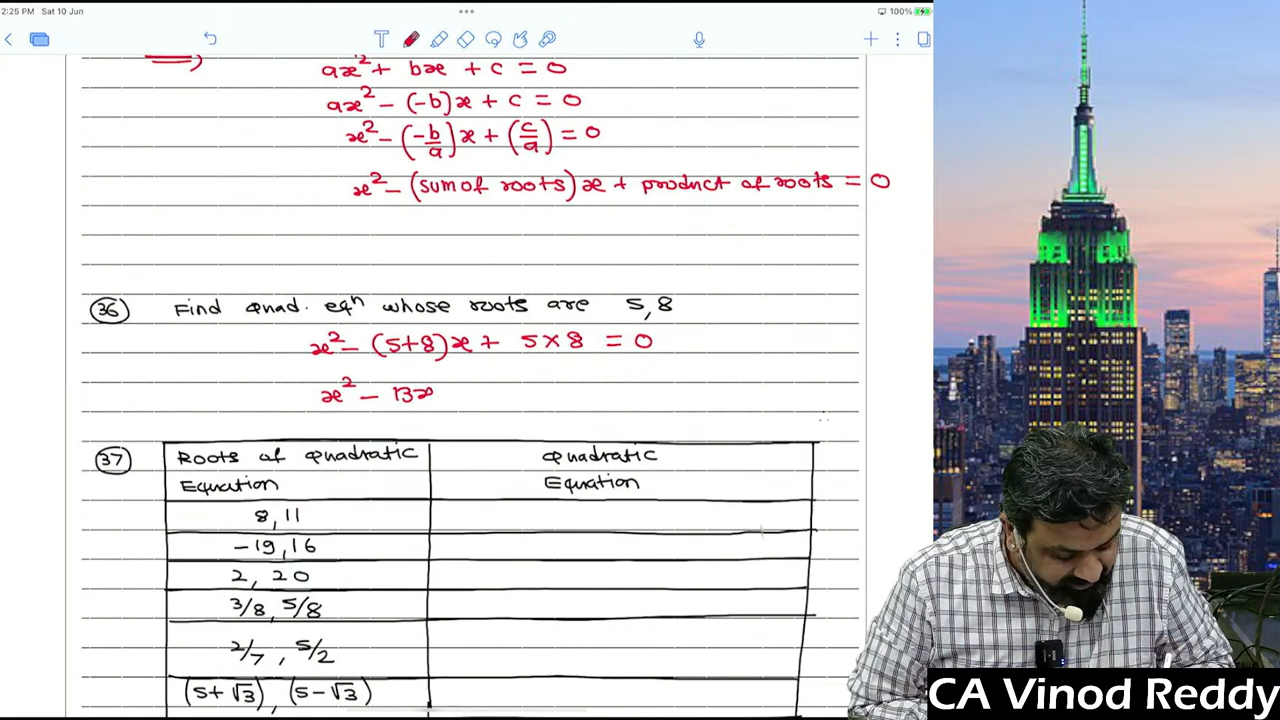 2:25 PM Sat 10 Jun
100%
T
ax² + bx + c = 0
ax² - (-b)x + c = 0
x² - (-b/a)x + (c/a) = 0
x² - (sum of roots)x + product of roots = 0
36 Find Quad. eqⁿ whose roots are 5,8
x² - (5+8)x + 5×8 = 0
x² - 13x
37 Roots of Quadratic Equation
Quadratic Equation
8, 11
-19, 16
2, 20
3/8, 5/8
2/7, 5/2
(5+√3), (5-√3)
CA Vinod Reddy